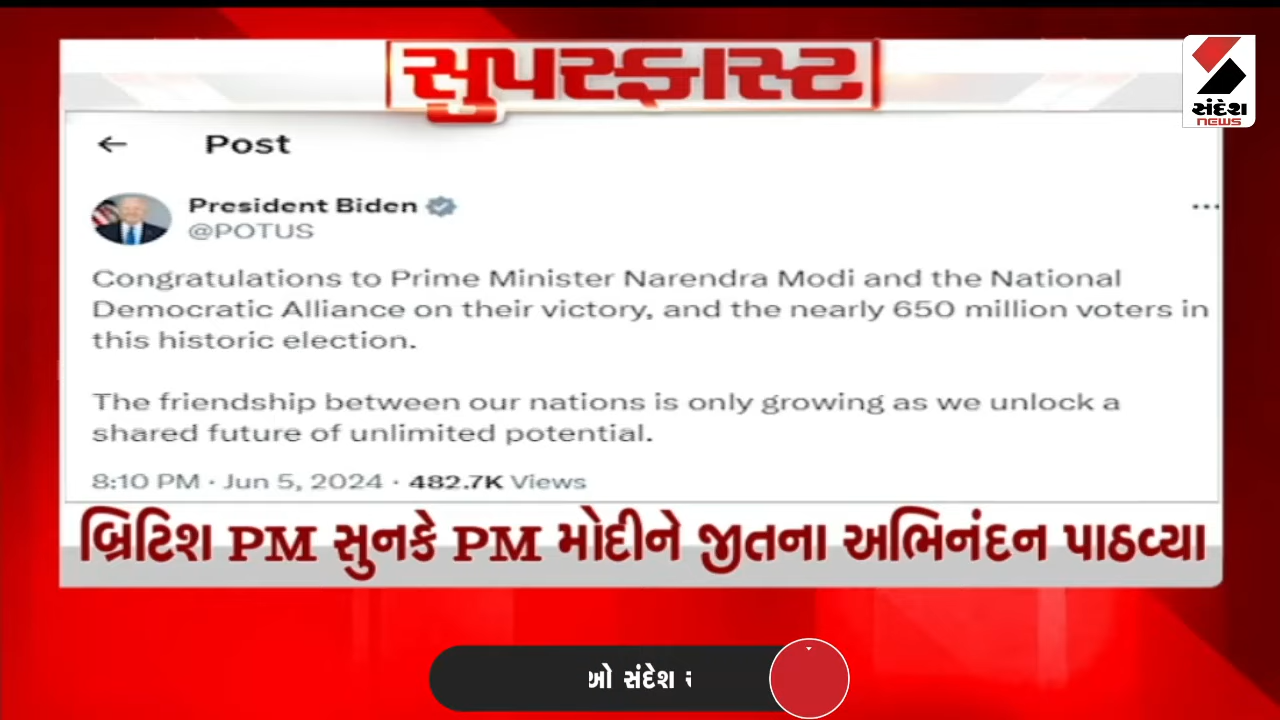 સુપરફાસ્ટ
સંદેશ
NEWS
Post
President Biden
@POTUS
Congratulations to Prime Minister Narendra Modi and the National
Democratic Alliance on their victory, and the nearly 650 million voters in
this historic election.
The friendship between our nations is only growing as we unlock a
shared future of unlimited potential.
8:10 PM · Jun 5, 2024 · 482.7K Views
બ્રિટિશ PM સુનકે PM મોદીને જીતના અભિનંદન પાઠવ્યા
સંદેશ